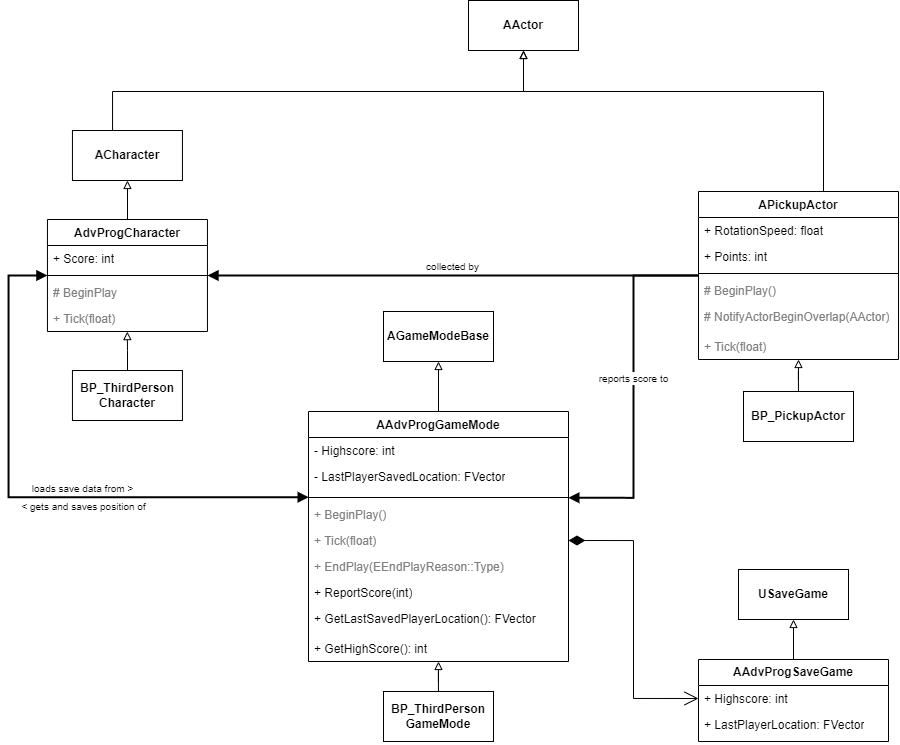 AActor
ACharacter
AdvProgCharacter
+ Score: int
# BeginPlay
+ Tick(float)
BP_ThirdPerson
Character
collected by
APickupActor
+ RotationSpeed: float
+ Points: int
# BeginPlay()
# NotifyActorBeginOverlap(AActor)
+ Tick(float)
BP_PickupActor
reports score to
AGameModeBase
AAdvProgGameMode
- Highscore: int
- LastPlayerSavedLocation: FVector
+ BeginPlay()
+ Tick(float)
+ EndPlay(EEndPlayReason::Type)
+ ReportScore(int)
+ GetLastSavedPlayerLocation(): FVector
+ GetHighScore(): int
loads save data from >
< gets and saves position of
BP_ThirdPerson
GameMode
USaveGame
AAdvProgSaveGame
+ Highscore: int
+ LastPlayerLocation: FVector